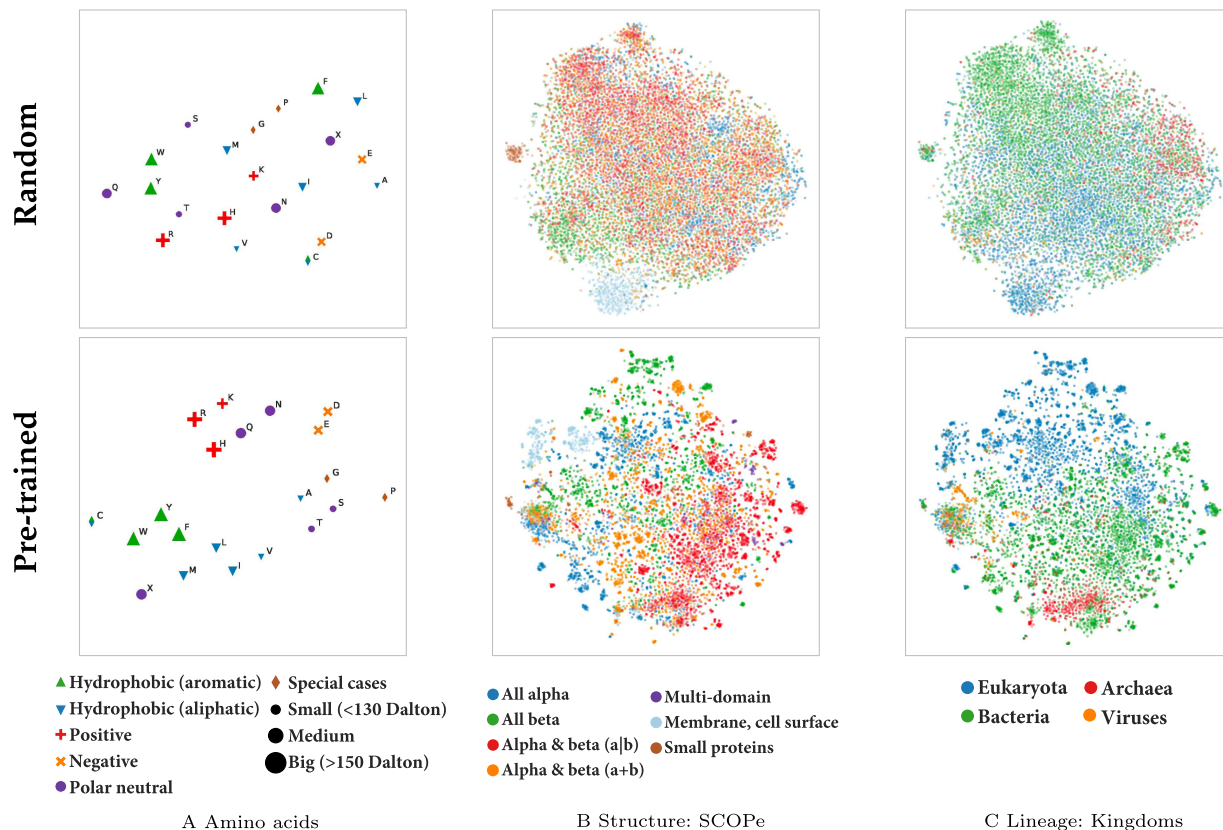 Random
F
L
P
S
G
X
M
W
E
K
Y
I
A
Q
N
T
H
R
D
V
C
Pre-trained
K
N
D
R
Q
E
H
G
A
P
S
Y
C
T
F
W
L
V
I
M
X
Hydrophobic (aromatic)
Hydrophobic (aliphatic)
Positive
Negative
Polar neutral
Special cases
Small (<130 Dalton)
Medium
Big (>150 Dalton)
All alpha
All beta
Alpha & beta (a|b)
Alpha & beta (a+b)
Multi-domain
Membrane, cell surface
Small proteins
Eukaryota
Bacteria
Archaea
Viruses
A Amino acids
B Structure: SCOPe
C Lineage: Kingdoms